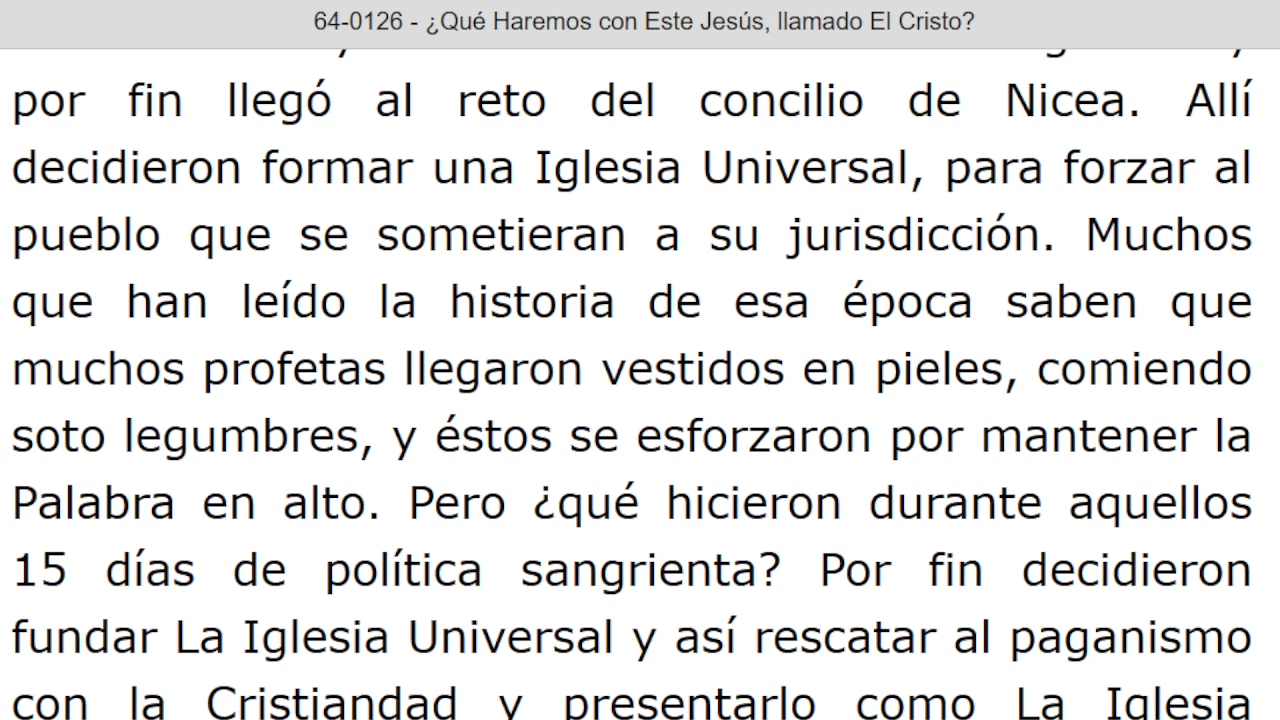 64-0126 - ¿Qué Haremos con Este Jesús, llamado El Cristo?
por fin llegó al reto del concilio de Nicea. Allí
decidieron formar una Iglesia Universal, para forzar al
pueblo que se sometieran a su jurisdicción. Muchos
que han leído la historia de esa época saben que
muchos profetas llegaron vestidos en pieles, comiendo
soto legumbres, y éstos se esforzaron por mantener la
Palabra en alto. Pero ¿qué hicieron durante aquellos
15 días de política sangrienta? Por fin decidieron
fundar La Iglesia Universal y así rescatar al paganismo
con la Cristiandad y presentarlo como La Iglesia